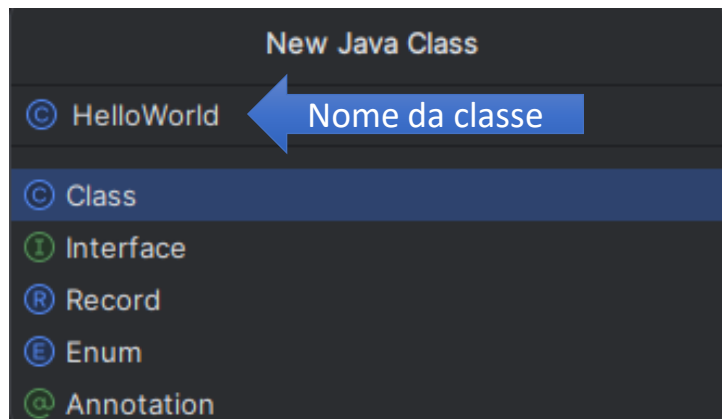 New Java Class
HelloWorld Nome da classe
Class
Interface
Record
Enum
Annotation